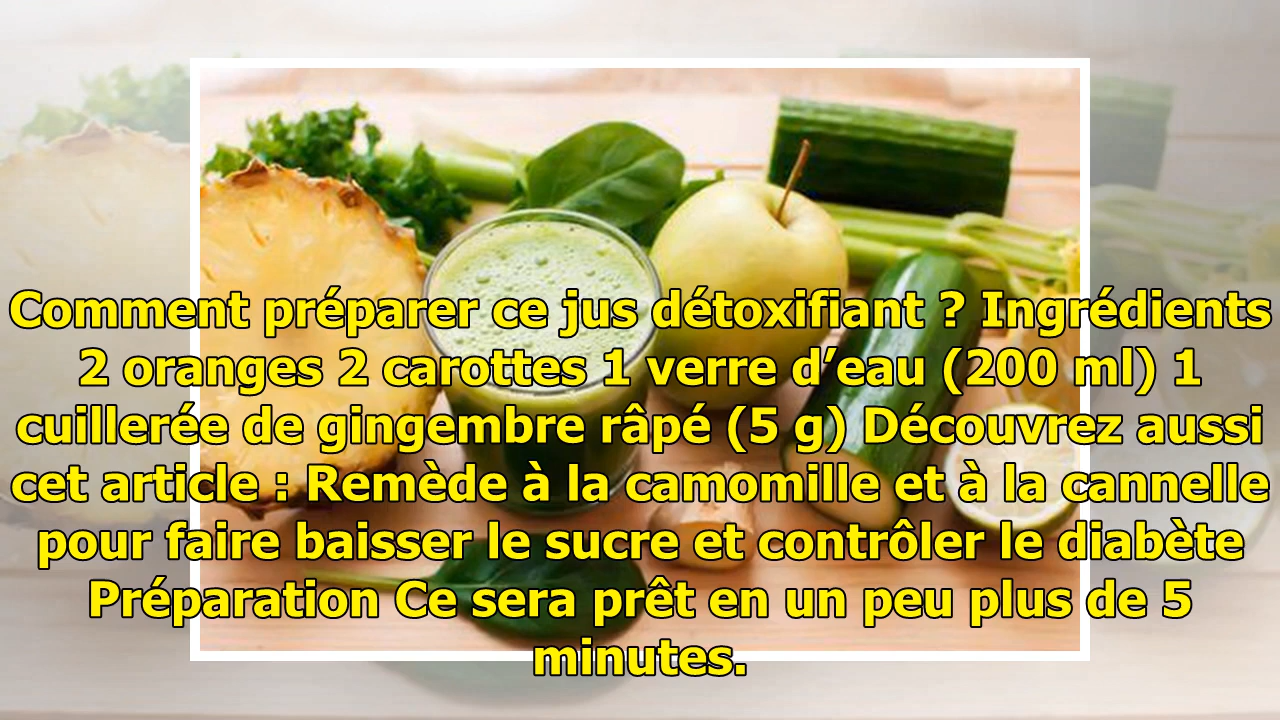 Comment préparer ce jus détoxifiant ? Ingrédients
2 oranges 2 carottes 1 verre d’eau (200 ml) 1
cuillerée de gingembre râpé (5 g) Découvrez aussi
cet article : Remède à la camomille et à la cannelle
pour faire baisser le sucre et contrôler le diabète
Préparation Ce sera prêt en un peu plus de 5
minutes.